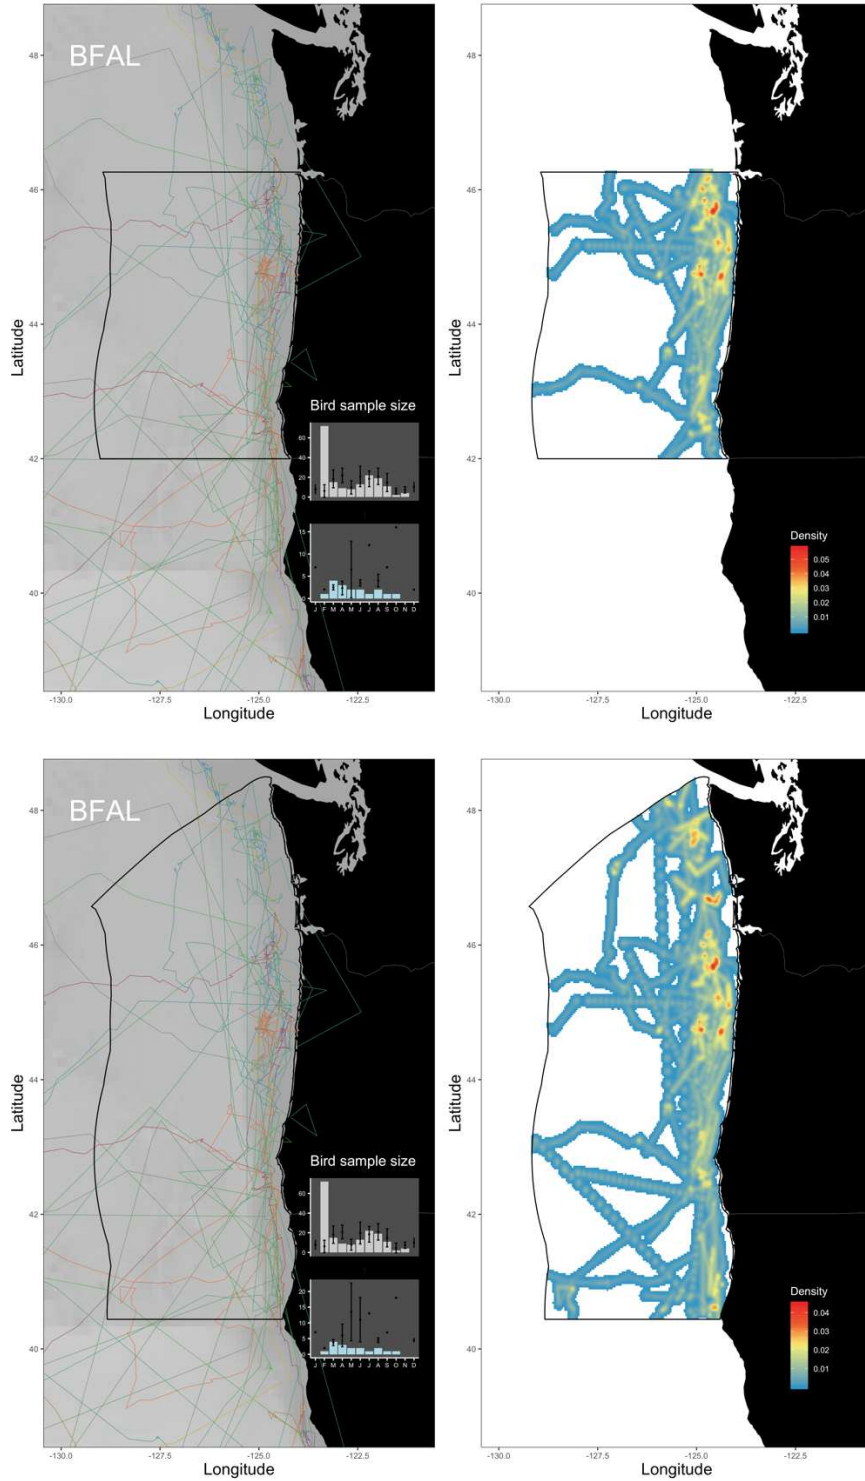 BFAL
48
46
44
42
40
Latitude
Bird sample size
60
40
20
0
15
10
5
0
J F M A M J J A S O N D
-130.0 -127.5 -125.0 -122.5
Longitude
48
46
44
42
40
Latitude
Density
0.05
0.04
0.03
0.02
0.01
-130.0 -127.5 -125.0 -122.5
Longitude
BFAL
48
46
44
42
40
Latitude
Bird sample size
60
40
20
0
20
15
10
5
0
J F M A M J J A S O N D
-130.0 -127.5 -125.0 -122.5
Longitude
48
46
44
42
40
Latitude
Density
0.04
0.03
0.02
0.01
-130.0 -127.5 -125.0 -122.5
Longitude